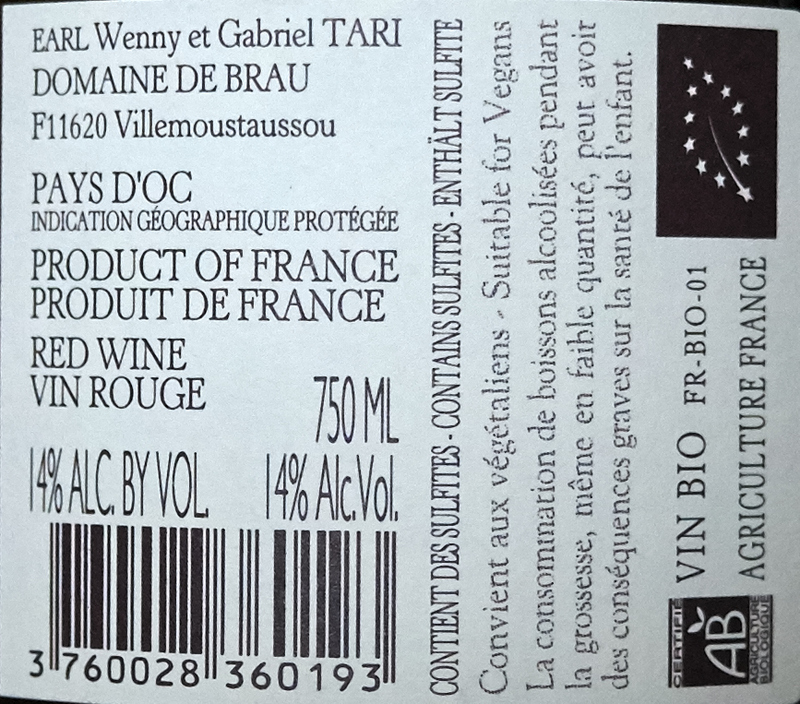 EARL Wenny et Gabriel TARI
DOMAINE DE BRAU
F11620 Villemoustaussou
PAYS D'OC
INDICATION GÉOGRAPHIQUE PROTÉGÉE
PRODUCT OF FRANCE
PRODUIT DE FRANCE
RED WINE
VIN ROUGE
750 ML
14% ALC. BY VOL. 14% Alc.Vol.
3 760028 360193
CONTIENT DES SULFITES - CONTAINS SULFITES - ENTHÄLT SULFITE
Convient aux végétaliens - Suitable for Vegans
La consommation de boissons alcoolisées pendant
la grossesse, même en faible quantité, peut avoir
des conséquences graves sur la santé de l'enfant.
VIN BIO FR-BIO-01
AGRICULTURE FRANCE
CERTIFIÉ
AB
AGRICULTURE
BIOLOGIQUE